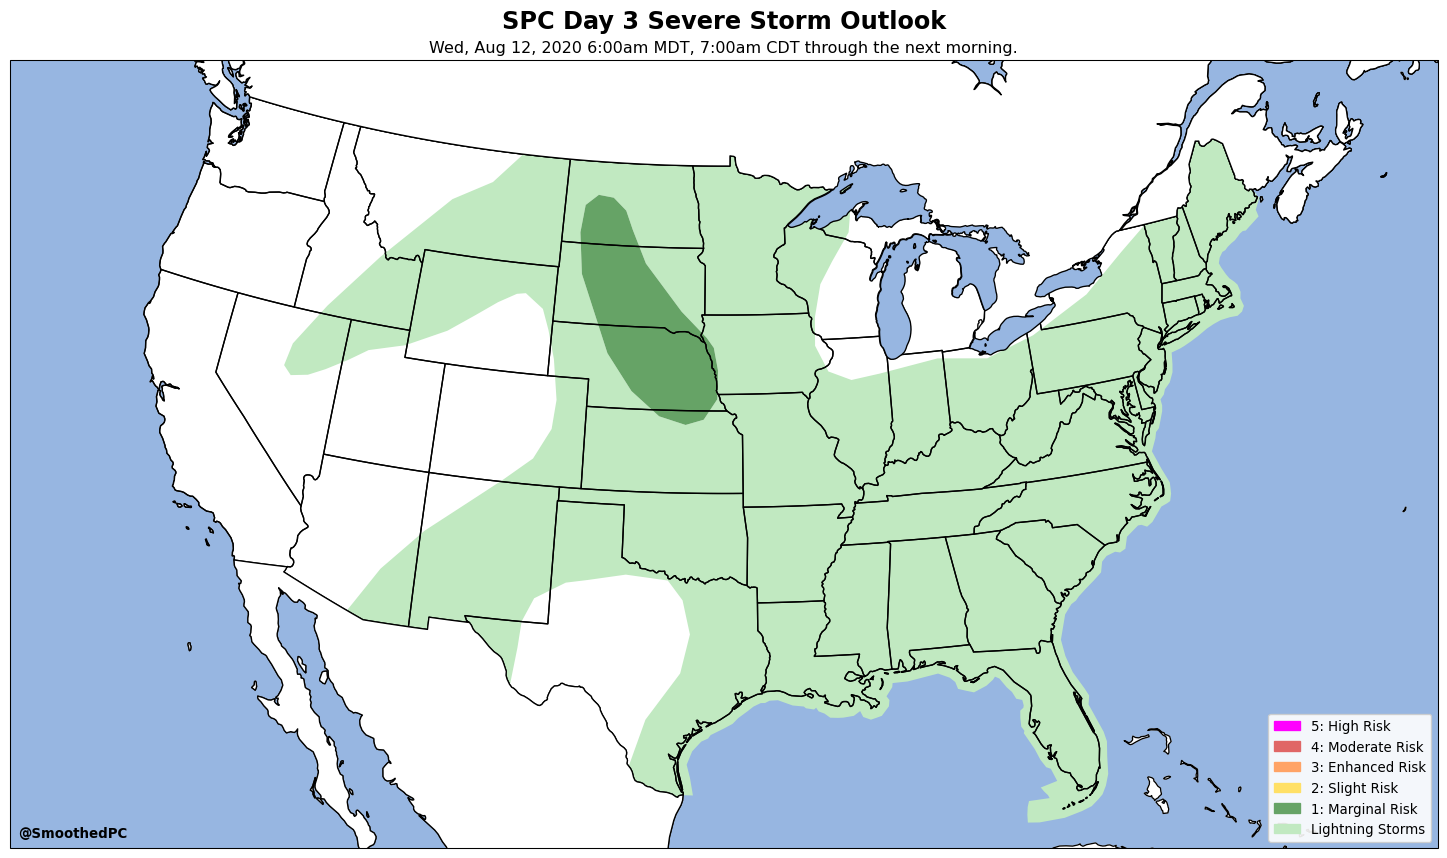 SPC Day 3 Severe Storm Outlook
Wed, Aug 12, 2020 6:00am MDT, 7:00am CDT through the next morning.
5: High Risk
4: Moderate Risk
3: Enhanced Risk
2: Slight Risk
1: Marginal Risk
Lightning Storms
@SmoothedPC